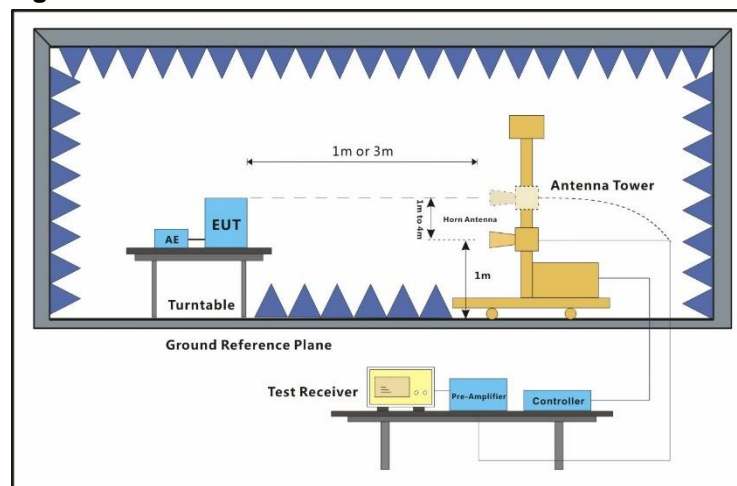 1m or 3m
Antenna Tower
1m to 4m
Horn Antenna
EUT
AE
1m
Turntable
Ground Reference Plane
Test Receiver
Pre-Amplifier
Controller